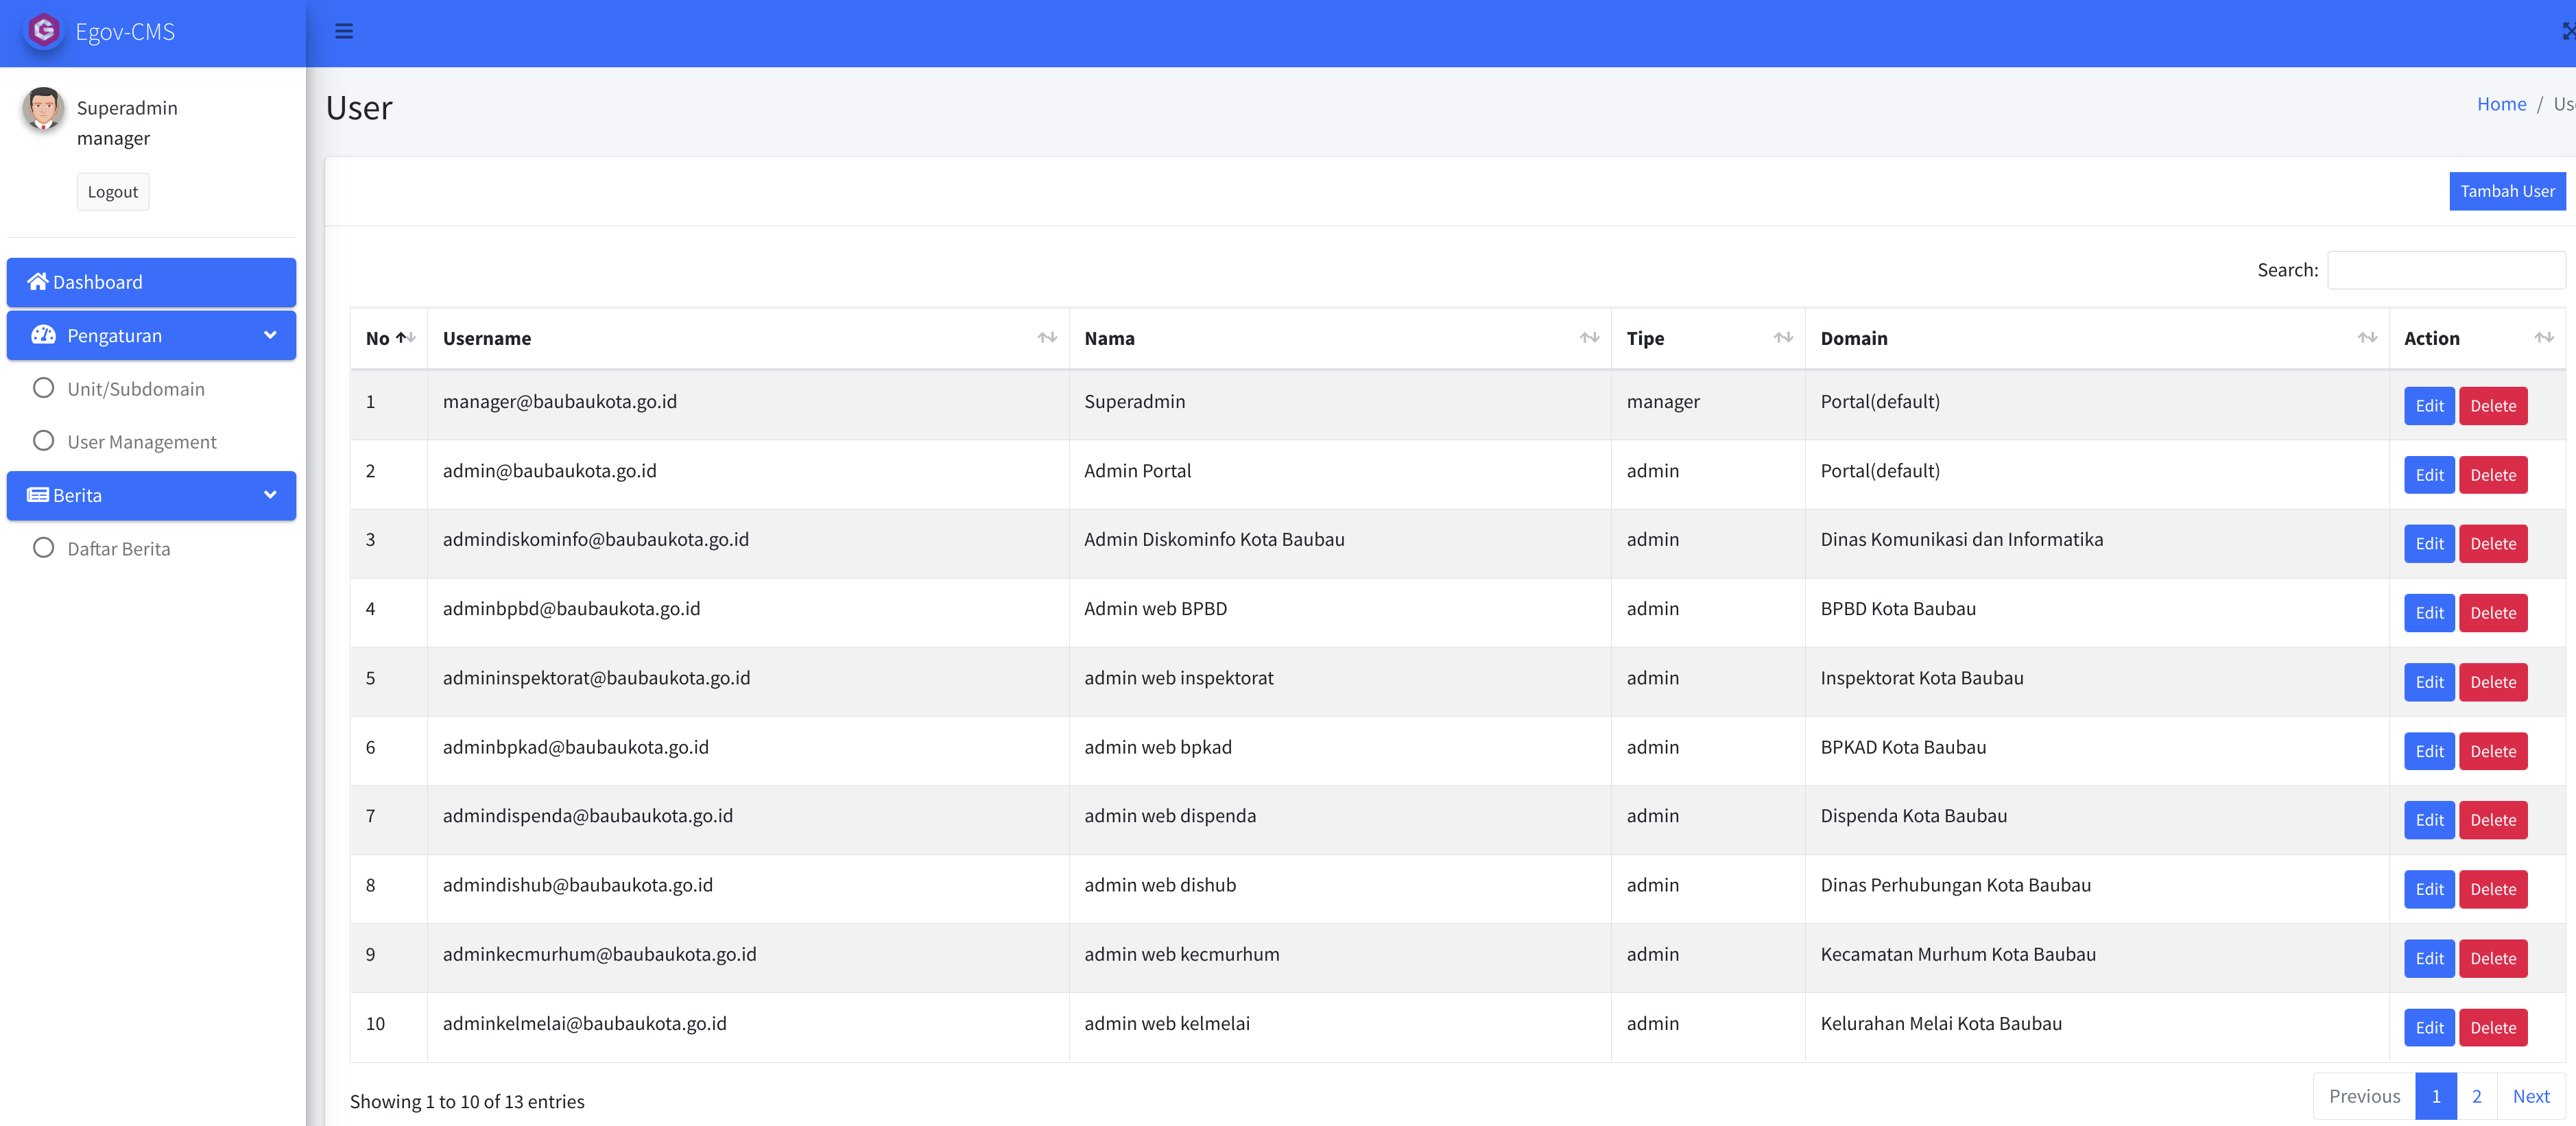 Egov-CMS
Superadmin
manager
Logout
Dashboard
Pengaturan
Unit/Subdomain
User Management
Berita
Daftar Berita
User
Home /
Tambah User
Search:
No Username Nama Tipe Domain Action
1 manager@baubaukota.go.id Superadmin manager Portal(default) Edit Delete
2 admin@baubaukota.go.id Admin Portal admin Portal(default) Edit Delete
3 admindiskominfo@baubaukota.go.id Admin Diskominfo Kota Baubau admin Dinas Komunikasi dan Informatika Edit Delete
4 adminbpbd@baubaukota.go.id Admin web BPBD admin BPBD Kota Baubau Edit Delete
5 admininspektorat@baubaukota.go.id admin web inspektorat admin Inspektorat Kota Baubau Edit Delete
6 adminbpkad@baubaukota.go.id admin web bpkad admin BPKAD Kota Baubau Edit Delete
7 admindispenda@baubaukota.go.id admin web dispenda admin Dispenda Kota Baubau Edit Delete
8 admindishub@baubaukota.go.id admin web dishub admin Dinas Perhubungan Kota Baubau Edit Delete
9 adminkecmurhum@baubaukota.go.id admin web kecmurhum admin Kecamatan Murhum Kota Baubau Edit Delete
10 adminkelmelai@baubaukota.go.id admin web kelmelai admin Kelurahan Melai Kota Baubau Edit Delete
Showing 1 to 10 of 13 entries
Previous 1 2 Next